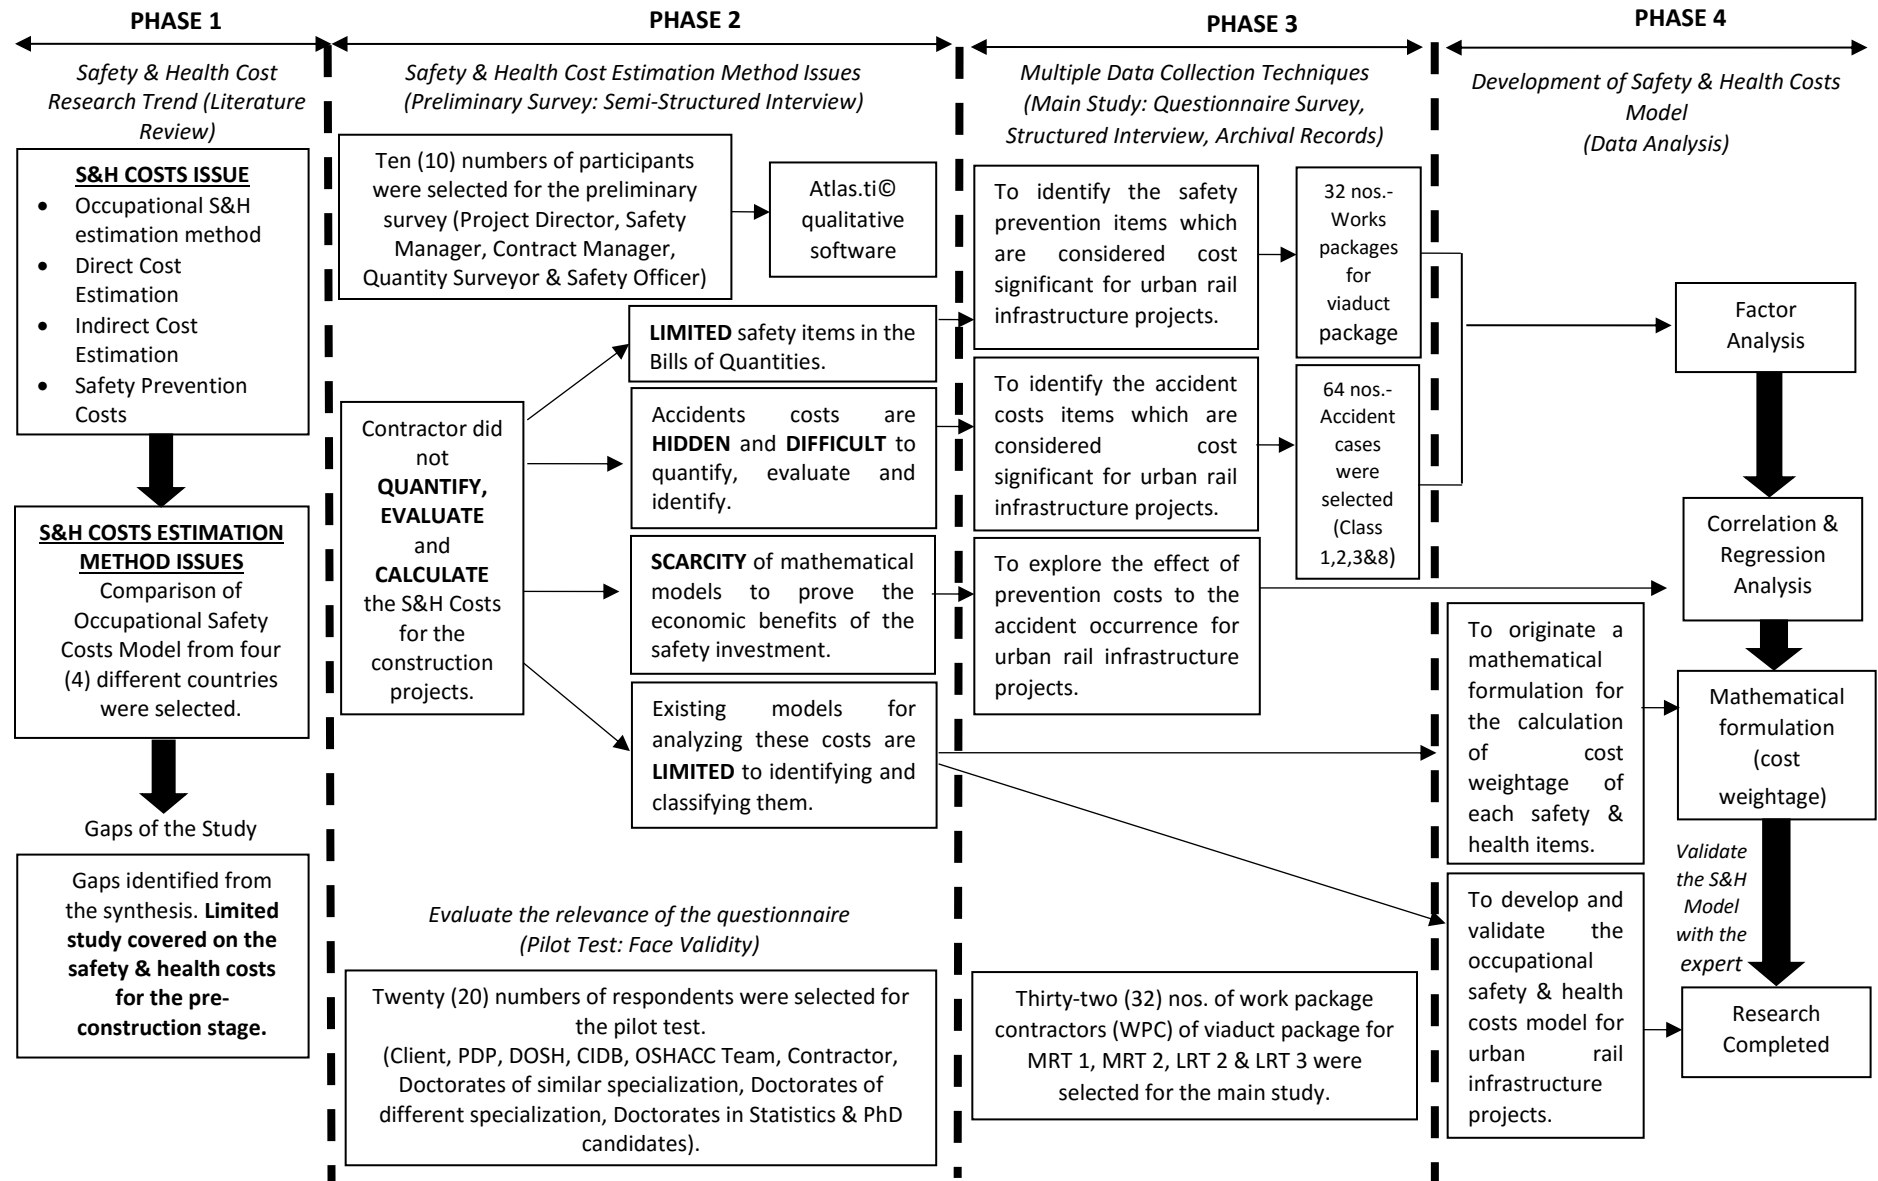 PHASE 1
Safety & Health Cost
Research Trend (Literature
Review)
S&H COSTS ISSUE
• Occupational S&H
estimation method
• Direct Cost
Estimation
• Indirect Cost
Estimation
• Safety Prevention
Costs
S&H COSTS ESTIMATION
METHOD ISSUES
Comparison of
Occupational Safety
Costs Model from four
(4) different countries
were selected.
Gaps of the Study
Gaps identified from
the synthesis. Limited
study covered on the
safety & health costs
for the pre-
construction stage.
PHASE 2
Safety & Health Cost Estimation Method Issues
(Preliminary Survey: Semi-Structured Interview)
Ten (10) numbers of participants
were selected for the preliminary
survey (Project Director, Safety
Manager, Contract Manager,
Quantity Surveyor & Safety Officer)
Atlas.ti©
qualitative
software
Contractor did
not
QUANTIFY,
EVALUATE
and
CALCULATE
the S&H Costs
for the
construction
projects.
LIMITED safety items in the
Bills of Quantities.
Accidents costs are
HIDDEN and DIFFICULT to
quantify, evaluate and
identify.
SCARCITY of mathematical
models to prove the
economic benefits of the
safety investment.
Existing models for
analyzing these costs are
LIMITED to identifying and
classifying them.
Evaluate the relevance of the questionnaire
(Pilot Test: Face Validity)
Twenty (20) numbers of respondents were selected for
the pilot test.
(Client, PDP, DOSH, CIDB, OSHACC Team, Contractor,
Doctorates of similar specialization, Doctorates of
different specialization, Doctorates in Statistics & PhD
candidates).
PHASE 3
Multiple Data Collection Techniques
(Main Study: Questionnaire Survey,
Structured Interview, Archival Records)
To identify the safety
prevention items which
are considered cost
significant for urban rail
infrastructure projects.
32 nos.-
Works
packages
for
viaduct
package
To identify the accident
costs items which are
considered cost
significant for urban rail
infrastructure projects.
64 nos.-
Accident
cases
were
selected
(Class
1,2,3&8)
To explore the effect of
prevention costs to the
accident occurrence for
urban rail infrastructure
projects.
Thirty-two (32) nos. of work package
contractors (WPC) of viaduct package for
MRT 1, MRT 2, LRT 2 & LRT 3 were
selected for the main study.
PHASE 4
Development of Safety & Health Costs
Model
(Data Analysis)
Factor
Analysis
Correlation &
Regression
Analysis
To originate a
mathematical
formulation for
the calculation
of cost
weightage of
each safety &
health items.
Mathematical
formulation
(cost
weightage)
Validate
the S&H
Model
with the
expert
To develop and
validate the
occupational
safety & health
costs model for
urban rail
infrastructure
projects.
Research
Completed